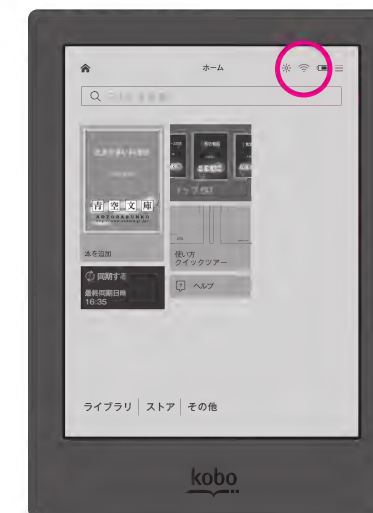 ホーム
青空文庫
AOZORABUNKO
トップ50
本を追加
使い方
クイックツアー
同期する
最終同期日時
16:35
? ヘルプ
ライブラリ ストア その他
kobo